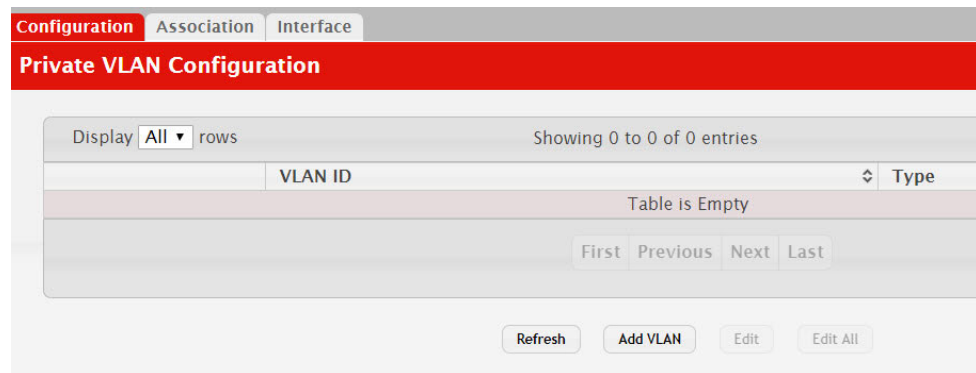 Configuration Association Interface
Private VLAN Configuration
Display All rows Showing 0 to 0 of 0 entries
VLAN ID Type
Table is Empty
First Previous Next Last
Refresh Add VLAN Edit Edit All